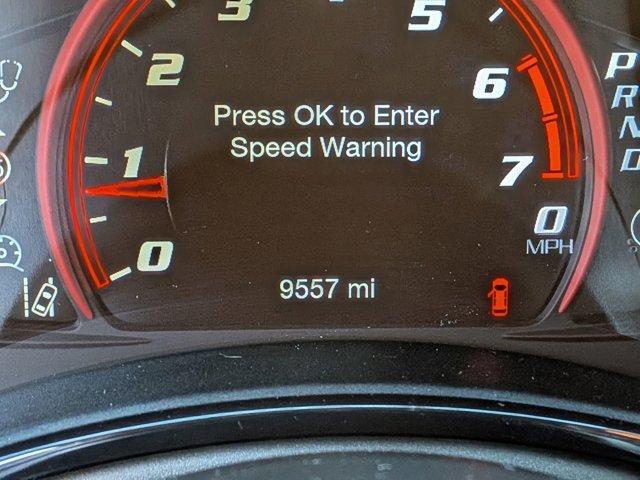 3
5
2
6
P
R
N
D
Press OK to Enter
Speed Warning
1
7
0
0
MPH
9557 mi